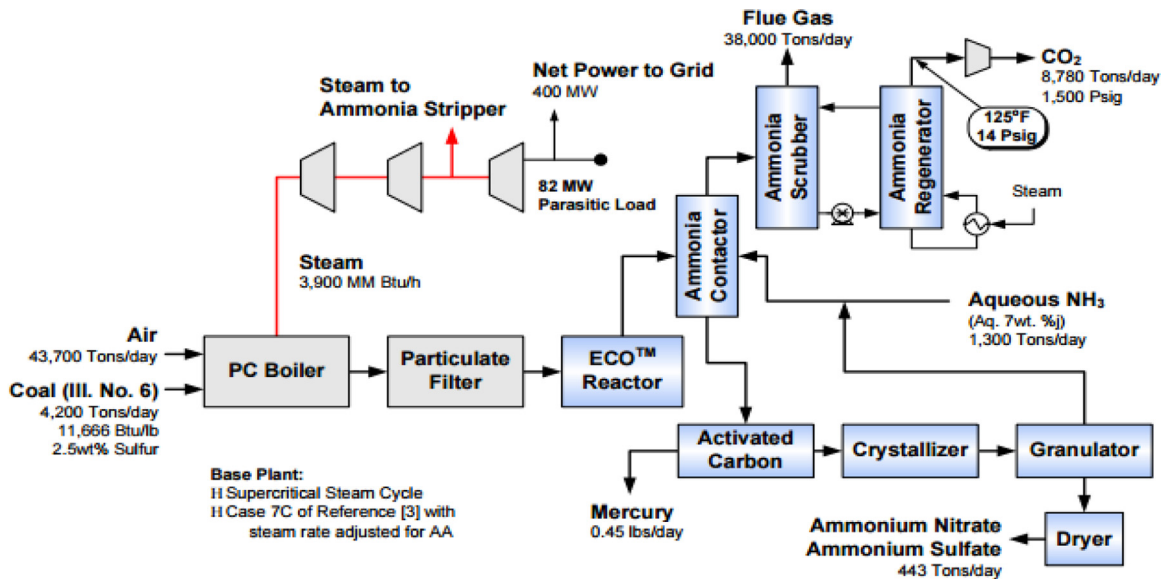 Flue Gas
38,000 Tons/day
CO₂
8,780 Tons/day
1,500 Psig
Net Power to Grid
400 MW
Steam to
Ammonia Stripper
125°F
14 Psig
Ammonia
Scrubber
Ammonia
Regenerator
82 MW
Parasitic Load
Steam
Ammonia
Contactor
Steam
3,900 MM Btu/h
Aqueous NH₃
(Aq. 7wt. %j)
1,300 Tons/day
Air
43,700 Tons/day
PC Boiler
Particulate
Filter
ECO™
Reactor
Coal (Ill. No. 6)
4,200 Tons/day
11,666 Btu/lb
2.5wt% Sulfur
Activated
Carbon
Crystallizer
Granulator
Base Plant:
H Supercritical Steam Cycle
H Case 7C of Reference [3] with
steam rate adjusted for AA
Mercury
0.45 lbs/day
Ammonium Nitrate
Ammonium Sulfate
443 Tons/day
Dryer